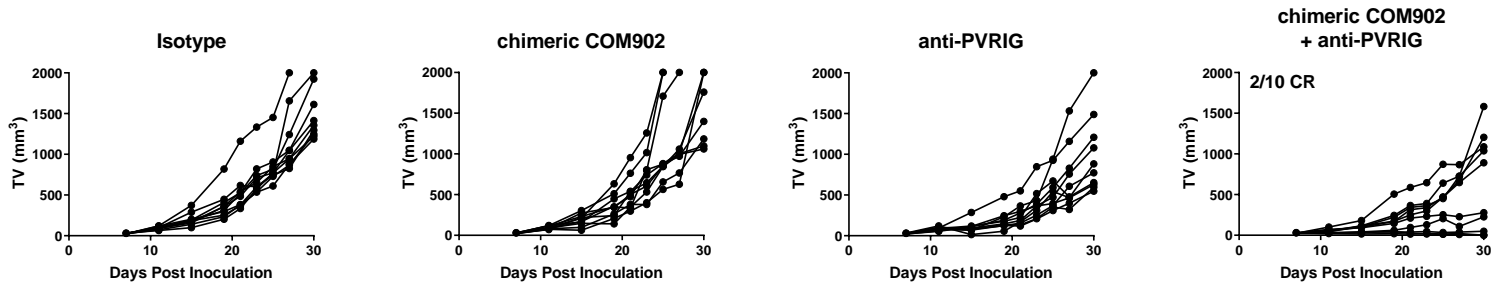 Isotype
TV (mm³)
2000
1500
1000
500
0
0 10 20 30
Days Post Inoculation
chimeric COM902
TV (mm³)
2000
1500
1000
500
0
0 10 20 30
Days Post Inoculation
anti-PVRIG
TV (mm³)
2000
1500
1000
500
0
0 10 20 30
Days Post Inoculation
chimeric COM902
+ anti-PVRIG
2/10 CR
TV (mm³)
2000
1500
1000
500
0
0 10 20 30
Days Post Inoculation